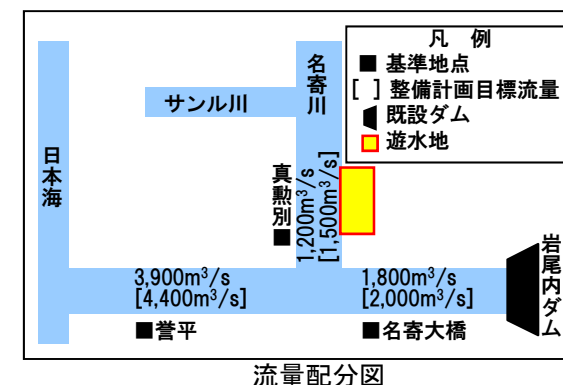 凡 例
■ 基準地点
[ ] 整備計画目標流量
既設ダム
遊水地
名寄川
サンル川
日本海
真勲別■
1,200m³/s
[1,500m³/s]
岩尾内ダム
3,900m³/s
[4,400m³/s]
1,800m³/s
[2,000m³/s]
■誉平
■名寄大橋
流量配分図